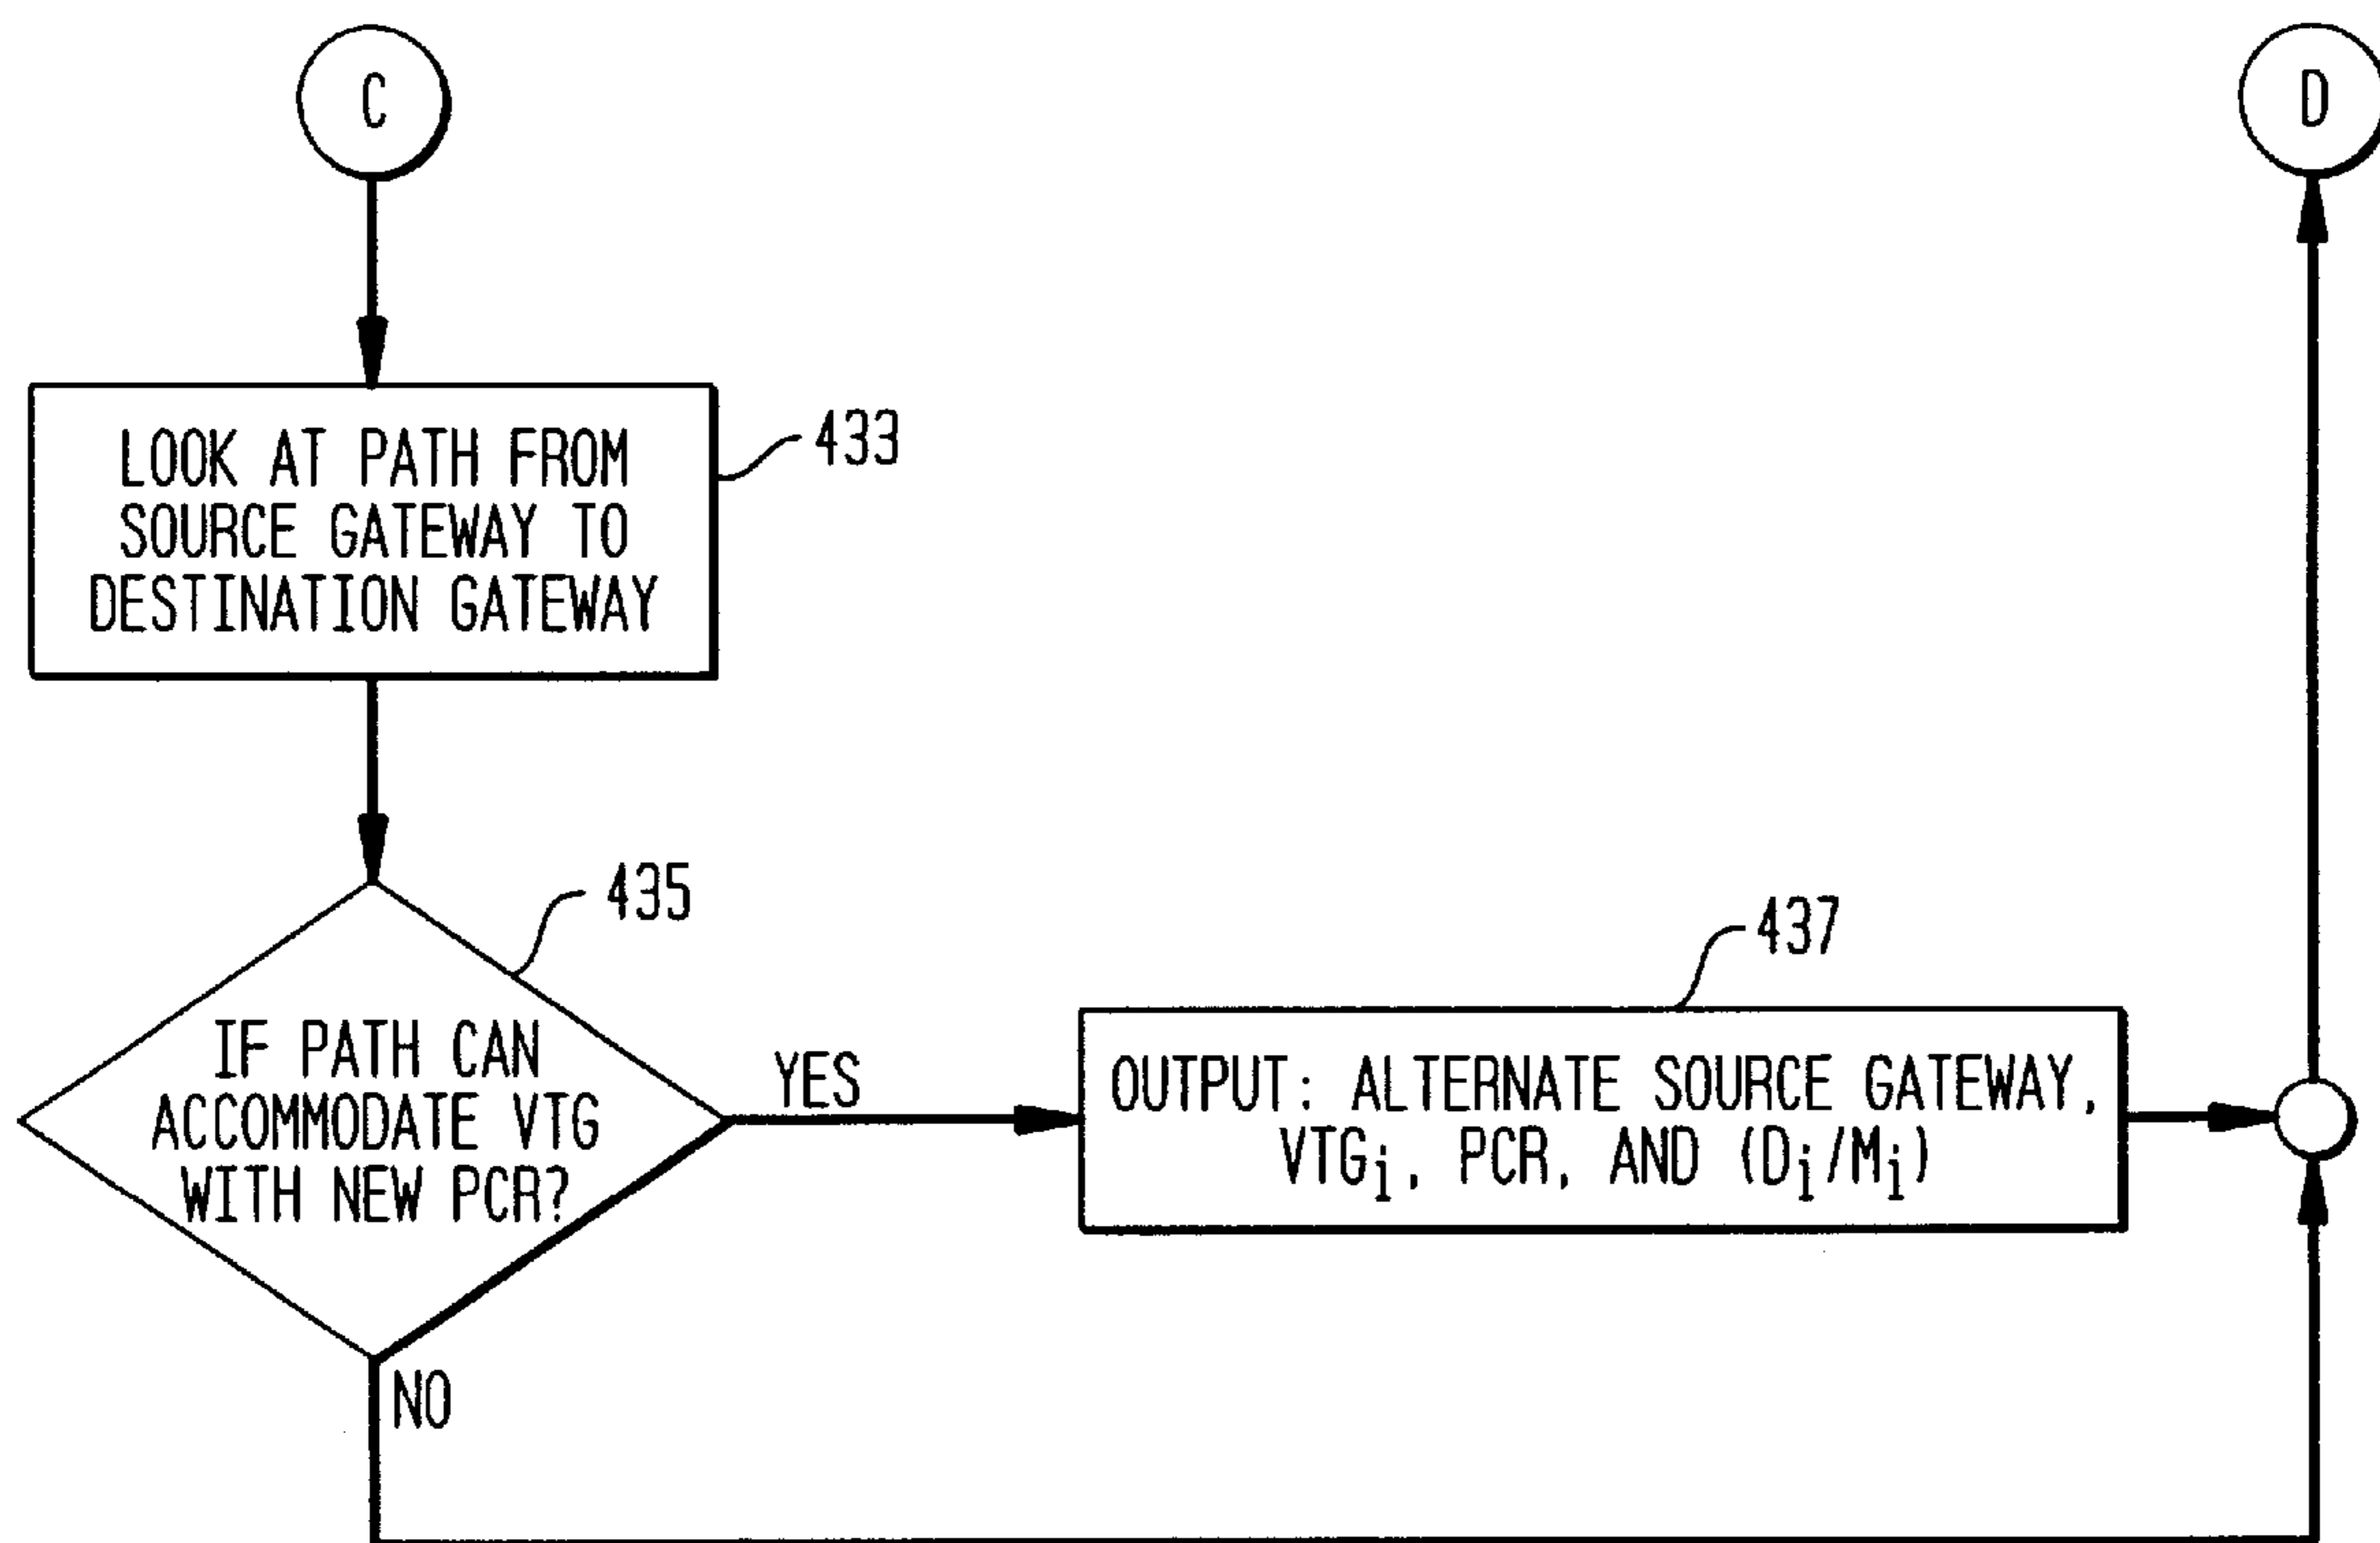 C
D
LOOK AT PATH FROM
SOURCE GATEWAY TO
DESTINATION GATEWAY
433
435
IF PATH CAN
ACCOMMODATE VTG
WITH NEW PCR?
YES
NO
437
OUTPUT: ALTERNATE SOURCE GATEWAY,
VTGi, PCR, AND (Di/Mi)